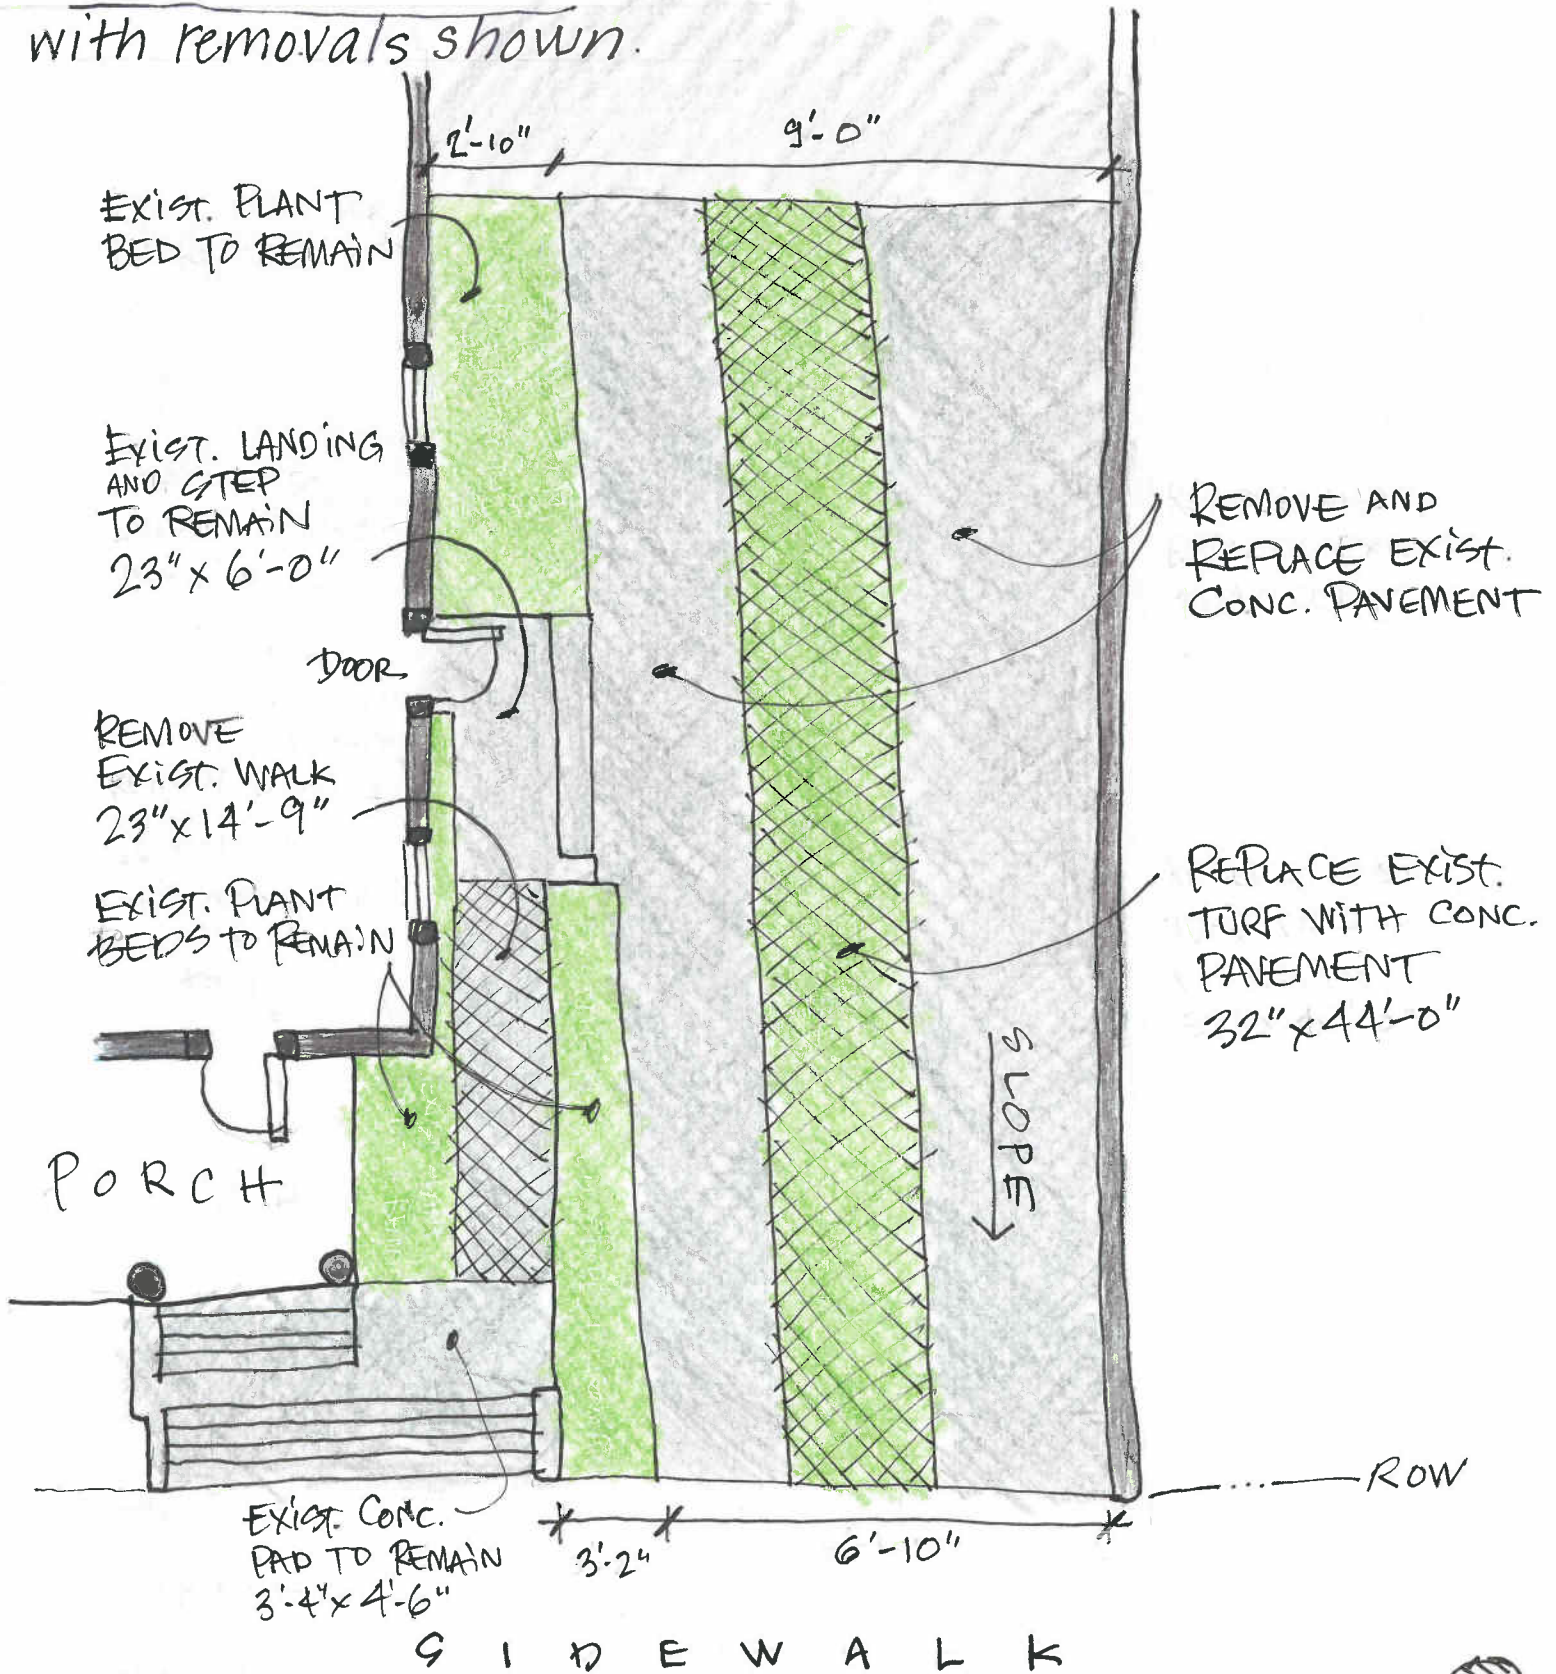 with removals shown.
2'-10"
9'-0"
EXIST. PLANT
BED TO REMAIN
EXIST. LANDING
AND STEP
TO REMAIN
23" x 6'-0"
DOOR
REMOVE
EXIST. WALK
23" x 14'-9"
EXIST. PLANT
BEDS TO REMAIN
REMOVE AND
REPLACE EXIST.
CONC. PAVEMENT
REPLACE EXIST.
TURF WITH CONC.
PAVEMENT
32" x 44'-0"
SLOPE
PORCH
ROW
EXIST. CONC.
PAD TO REMAIN
3'-4" x 4'-6"
3'-2"
6'-10"
SIDEWALK